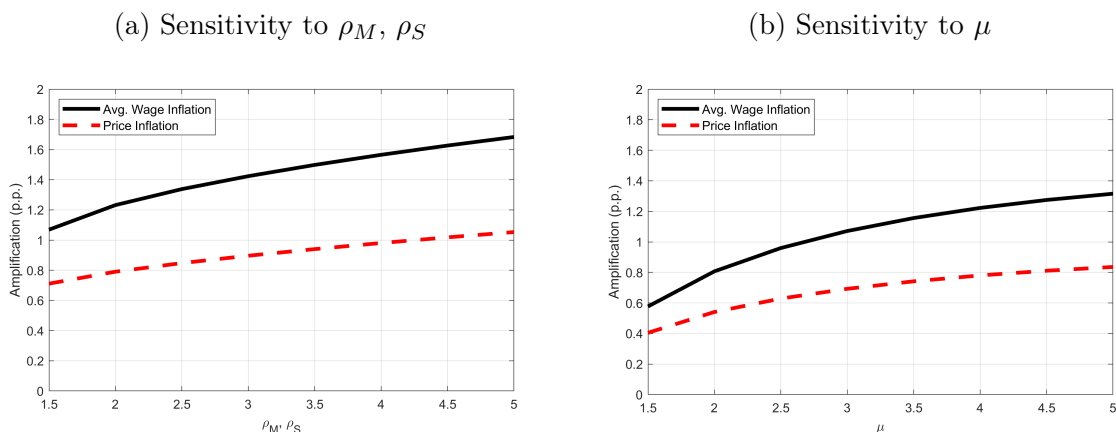 (a) Sensitivity to ρ_M, ρ_S
2
1.8
1.6
1.4
1.2
1
0.8
0.6
0.4
0.2
0
Amplification (p.p.)
Avg. Wage Inflation
Price Inflation
1.5 2 2.5 3 3.5 4 4.5 5
ρ_M, ρ_S
(b) Sensitivity to μ
2
1.8
1.6
1.4
1.2
1
0.8
0.6
0.4
0.2
0
Amplification (p.p.)
Avg. Wage Inflation
Price Inflation
1.5 2 2.5 3 3.5 4 4.5 5
μ